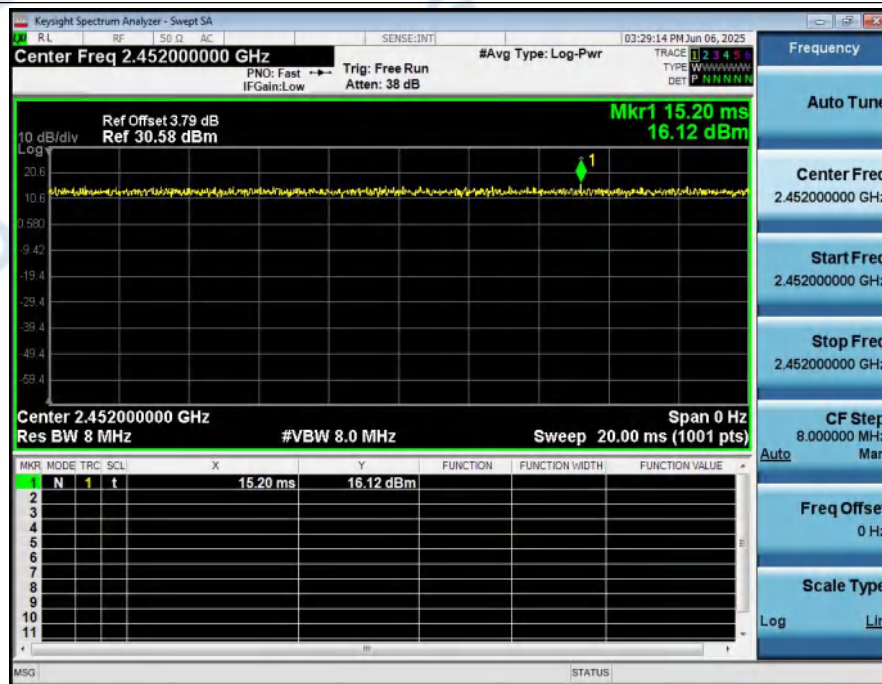 Keysight Spectrum Analyzer - Swept SA
LXI RL RF 50 Ω AC SENSE:INT 03:29:14 PM Jun 06, 2025
Center Freq 2.452000000 GHz #Avg Type: Log-Pwr TRACE 1 2 3 4 5 6
PNO: Fast Trig: Free Run TYPE WWWWWW
IFGain:Low Atten: 38 dB DET P NNNNN
Mkr1 15.20 ms
16.12 dBm
Ref Offset 3.79 dB
10 dB/div Ref 30.58 dBm
Log
1
20.6
10.6
0.580
-9.42
-19.4
-29.4
-39.4
-49.4
-59.4
Center 2.452000000 GHz Span 0 Hz
Res BW 8 MHz #VBW 8.0 MHz Sweep 20.00 ms (1001 pts)
MKR MODE TRC SCL X Y FUNCTION FUNCTION WIDTH FUNCTION VALUE
1 N 1 t 15.20 ms 16.12 dBm
2
3
4
5
6
7
8
9
10
11
MSG STATUS
Frequency
Auto Tune
Center Freq
2.452000000 GHz
Start Freq
2.452000000 GHz
Stop Freq
2.452000000 GHz
CF Step
8.000000 MHz
Auto Man
Freq Offset
0 Hz
Scale Type
Log Lin